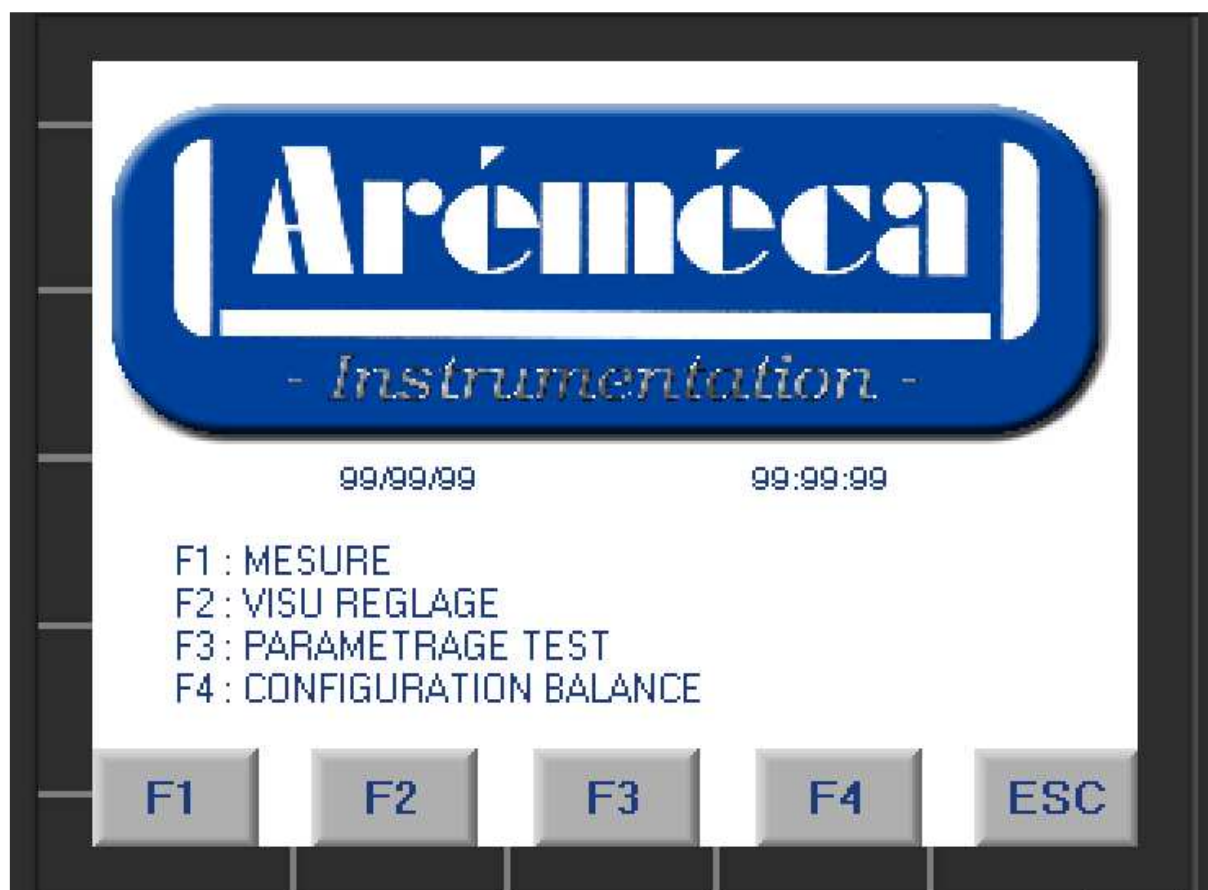 Aréméca
- Instrumentation -
99/99/99 99:99:99
F1 : MESURE
F2 : VISU REGLAGE
F3 : PARAMETRAGE TEST
F4 : CONFIGURATION BALANCE
F1 F2 F3 F4 ESC